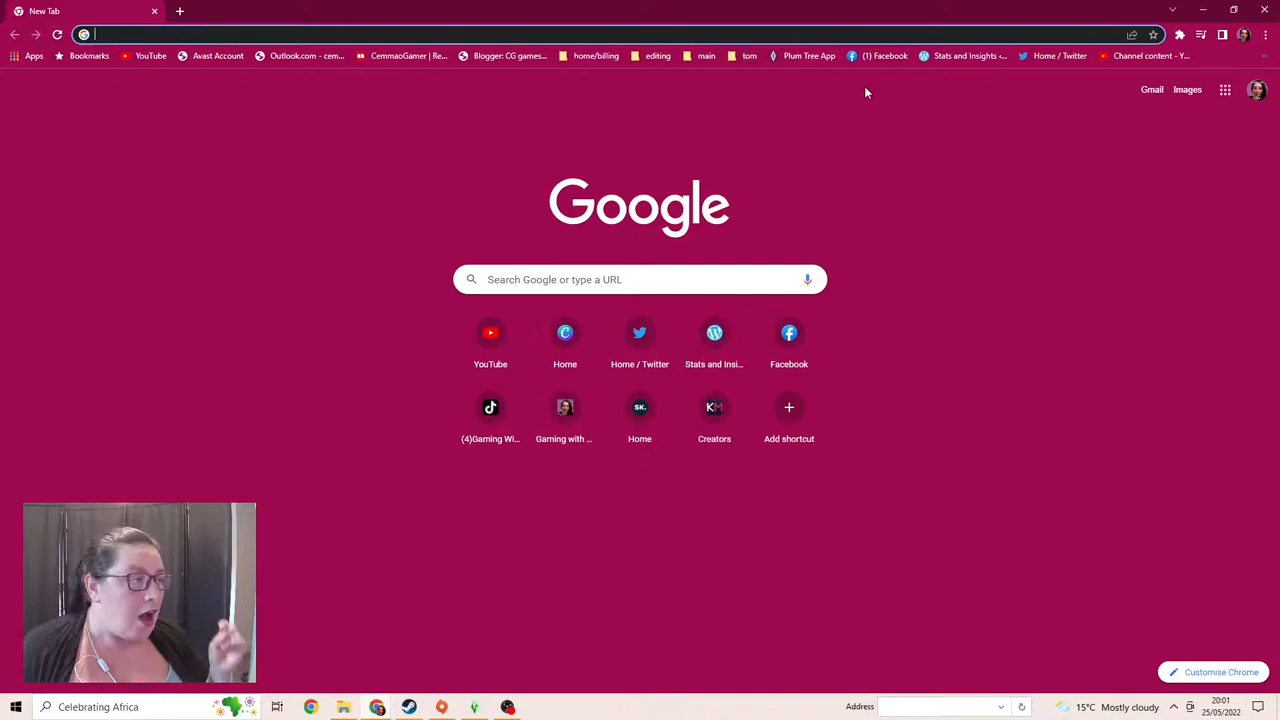 New Tab
Apps Bookmarks YouTube Avast Account Outlook.com - cem... CemmaoGamer | Re... Blogger: CG games... home/billing editing main tom Plum Tree App (1) Facebook Stats and Insights ‹... Home / Twitter Channel content - Y...
Gmail Images
Google
Search Google or type a URL
YouTube Home Home / Twitter Stats and Insi... Facebook
SK. KM
(4)Gaming Wi... Gaming with ... Home Creators Add shortcut
Customise Chrome
Celebrating Africa Address 15°C Mostly cloudy 20:01
25/05/2022